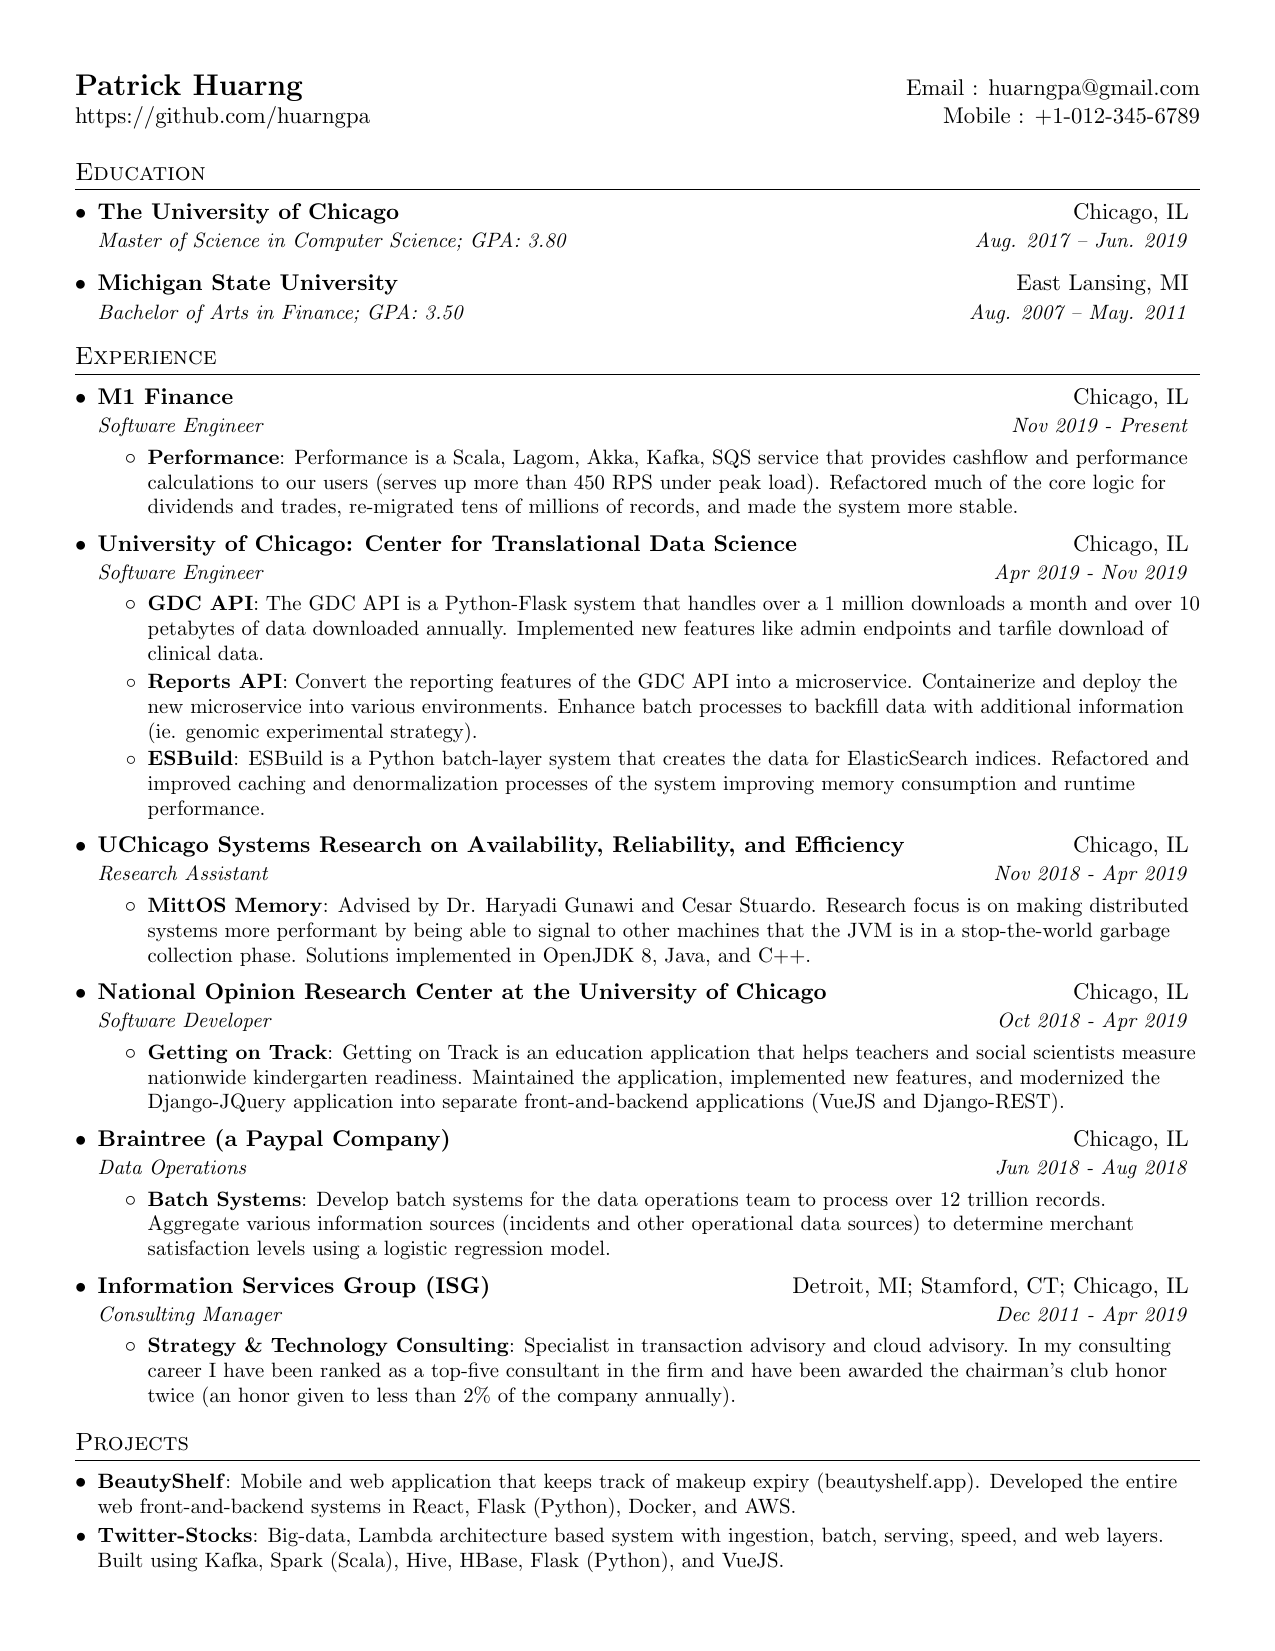 Patrick Huarng Email : huarngpa@gmail.com
https://github.com/huarngpa Mobile : +1-012-345-6789
Education
• The University of Chicago Chicago, IL
Master of Science in Computer Science; GPA: 3.80 Aug. 2017 – Jun. 2019
• Michigan State University East Lansing, MI
Bachelor of Arts in Finance; GPA: 3.50 Aug. 2007 – May. 2011
Experience
• M1 Finance Chicago, IL
Software Engineer Nov 2019 - Present
◦ Performance: Performance is a Scala, Lagom, Akka, Kafka, SQS service that provides cashflow and performance
calculations to our users (serves up more than 450 RPS under peak load). Refactored much of the core logic for
dividends and trades, re-migrated tens of millions of records, and made the system more stable.
• University of Chicago: Center for Translational Data Science Chicago, IL
Software Engineer Apr 2019 - Nov 2019
◦ GDC API: The GDC API is a Python-Flask system that handles over a 1 million downloads a month and over 10
petabytes of data downloaded annually. Implemented new features like admin endpoints and tarfile download of
clinical data.
◦ Reports API: Convert the reporting features of the GDC API into a microservice. Containerize and deploy the
new microservice into various environments. Enhance batch processes to backfill data with additional information
(ie. genomic experimental strategy).
◦ ESBuild: ESBuild is a Python batch-layer system that creates the data for ElasticSearch indices. Refactored and
improved caching and denormalization processes of the system improving memory consumption and runtime
performance.
• UChicago Systems Research on Availability, Reliability, and Efficiency Chicago, IL
Research Assistant Nov 2018 - Apr 2019
◦ MittOS Memory: Advised by Dr. Haryadi Gunawi and Cesar Stuardo. Research focus is on making distributed
systems more performant by being able to signal to other machines that the JVM is in a stop-the-world garbage
collection phase. Solutions implemented in OpenJDK 8, Java, and C++.
• National Opinion Research Center at the University of Chicago Chicago, IL
Software Developer Oct 2018 - Apr 2019
◦ Getting on Track: Getting on Track is an education application that helps teachers and social scientists measure
nationwide kindergarten readiness. Maintained the application, implemented new features, and modernized the
Django-JQuery application into separate front-and-backend applications (VueJS and Django-REST).
• Braintree (a Paypal Company) Chicago, IL
Data Operations Jun 2018 - Aug 2018
◦ Batch Systems: Develop batch systems for the data operations team to process over 12 trillion records.
Aggregate various information sources (incidents and other operational data sources) to determine merchant
satisfaction levels using a logistic regression model.
• Information Services Group (ISG) Detroit, MI; Stamford, CT; Chicago, IL
Consulting Manager Dec 2011 - Apr 2019
◦ Strategy & Technology Consulting: Specialist in transaction advisory and cloud advisory. In my consulting
career I have been ranked as a top-five consultant in the firm and have been awarded the chairman's club honor
twice (an honor given to less than 2% of the company annually).
Projects
• BeautyShelf: Mobile and web application that keeps track of makeup expiry (beautyshelf.app). Developed the entire
web front-and-backend systems in React, Flask (Python), Docker, and AWS.
• Twitter-Stocks: Big-data, Lambda architecture based system with ingestion, batch, serving, speed, and web layers.
Built using Kafka, Spark (Scala), Hive, HBase, Flask (Python), and VueJS.